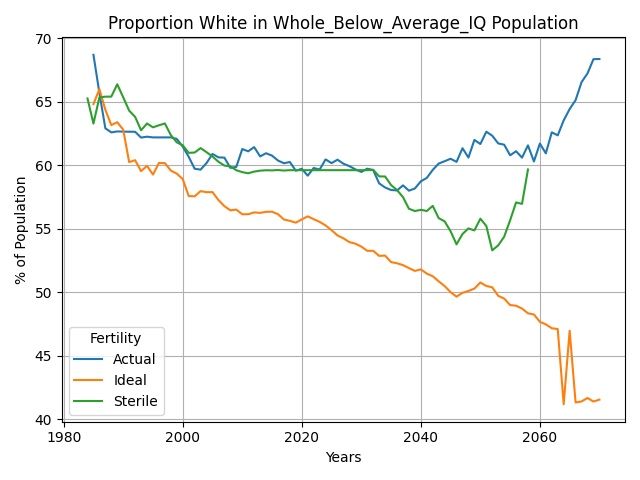 Proportion White in Whole_Below_Average_IQ Population
% of Population
70
65
60
55
50
45
40
Fertility
Actual
Ideal
Sterile
1980
2000
2020
2040
2060
Years